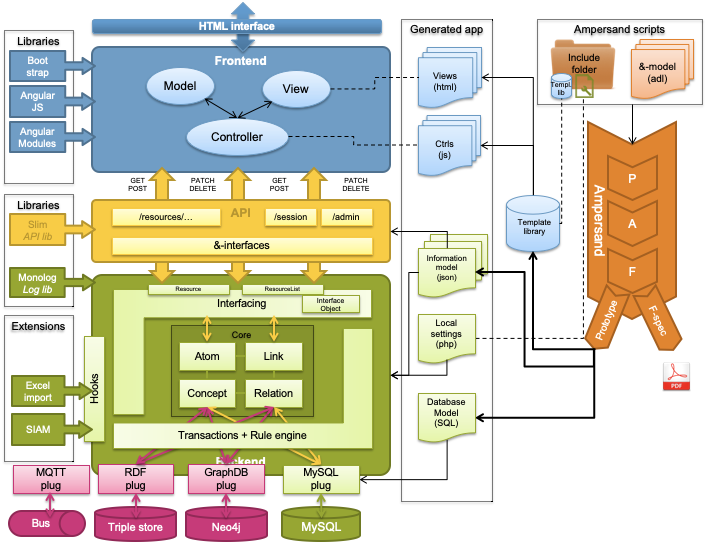 HTML interface
Generated app
Ampersand scripts
Libraries
Boot
strap
Angular
JS
Angular
Modules
Frontend
Model
View
Controller
Views
(html)
Ctrls
(js)
Include
folder
Templ.
lib
&-model
(adl)
GET
POST
PATCH
DELETE
GET
POST
PATCH
DELETE
Ampersand
P
A
F
Prototype
F-spec
PDF
Libraries
Slim
API lib
Monolog
Log lib
API
/resources/…
/session
/admin
&-interfaces
Template
library
Information
model
(json)
Resource
ResourceList
Interfacing
Interface
Object
Extensions
Excel
import
SIAM
Hooks
Core
Atom
Link
Concept
Relation
Transactions + Rule engine
backend
Local
settings
(php)
Database
Model
(SQL)
MQTT
plug
RDF
plug
GraphDB
plug
MySQL
plug
Bus
Triple store
Neo4j
MySQL